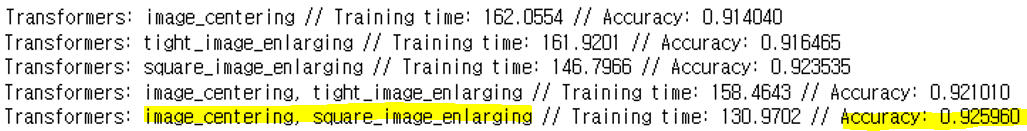 Transformers: image_centering // Training time: 162.0554 // Accuracy: 0.914040
Transformers: tight_image_enlarging // Training time: 161.9201 // Accuracy: 0.916465
Transformers: square_image_enlarging // Training time: 146.7966 // Accuracy: 0.923535
Transformers: image_centering, tight_image_enlarging // Training time: 158.4643 // Accuracy: 0.921010
Transformers: image_centering, square_image_enlarging // Training time: 130.9702 // Accuracy: 0.925960